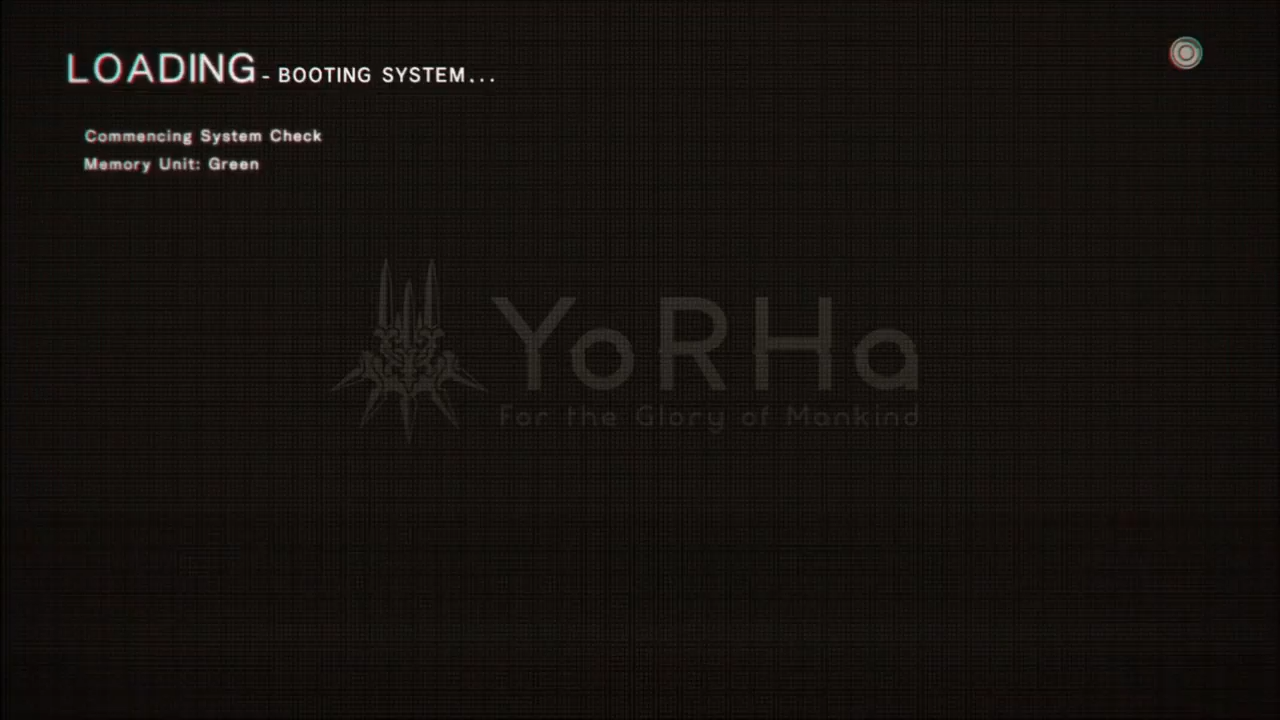 LOADING - BOOTING SYSTEM...
Commencing System Check
Memory Unit: Green
YoRHa
For the Glory of Mankind